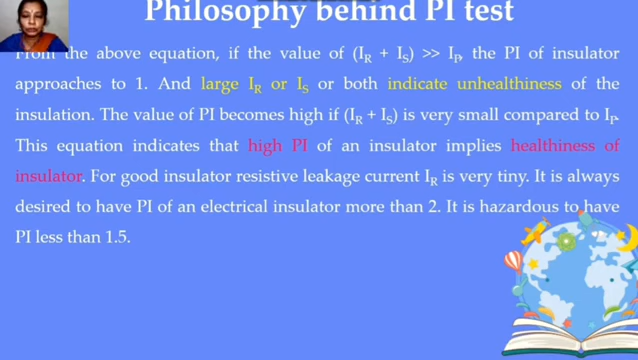 Philosophy behind PI test
From the above equation, if the value of (IR + IS) >> IP, the PI of insulator
approaches to 1. And large IR or IS or both indicate unhealthiness of the
insulation. The value of PI becomes high if (IR + IS) is very small compared to IP.
This equation indicates that high PI of an insulator implies healthiness of
insulator. For good insulator resistive leakage current IR is very tiny. It is always
desired to have PI of an electrical insulator more than 2. It is hazardous to have
PI less than 1.5.